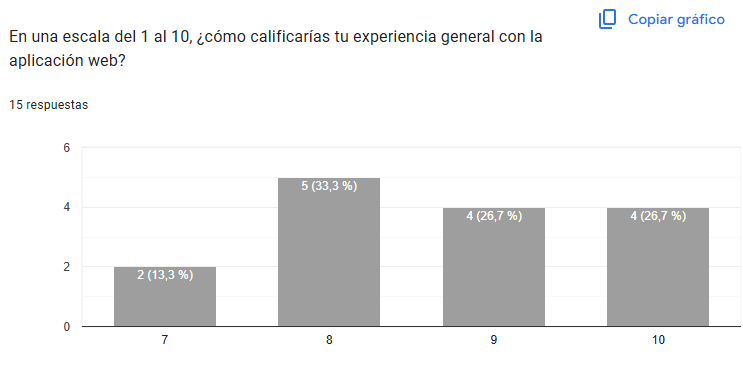 Copiar gráfico
En una escala del 1 al 10, ¿cómo calificarías tu experiencia general con la
aplicación web?
15 respuestas
6
4
2
0
2 (13,3 %)
5 (33,3 %)
4 (26,7 %)
4 (26,7 %)
7
8
9
10